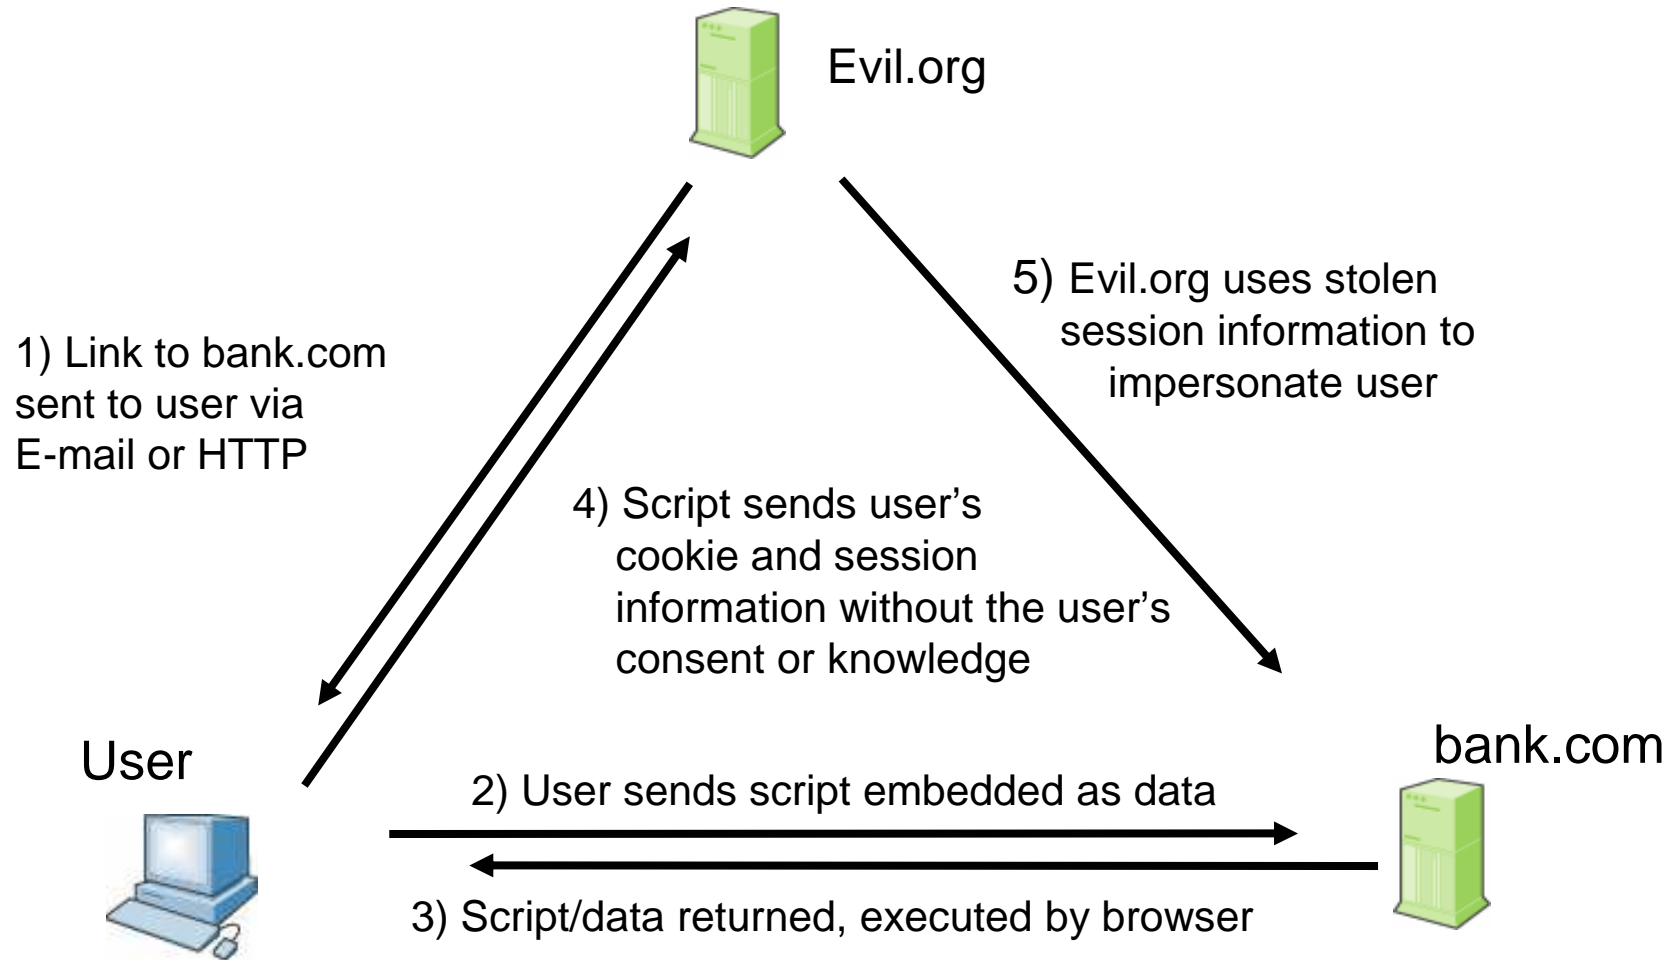 Evil.org
5) Evil.org uses stolen
session information to
impersonate user
1) Link to bank.com
sent to user via
E-mail or HTTP
4) Script sends user’s
cookie and session
information without the user’s
consent or knowledge
User
bank.com
2) User sends script embedded as data
3) Script/data returned, executed by browser